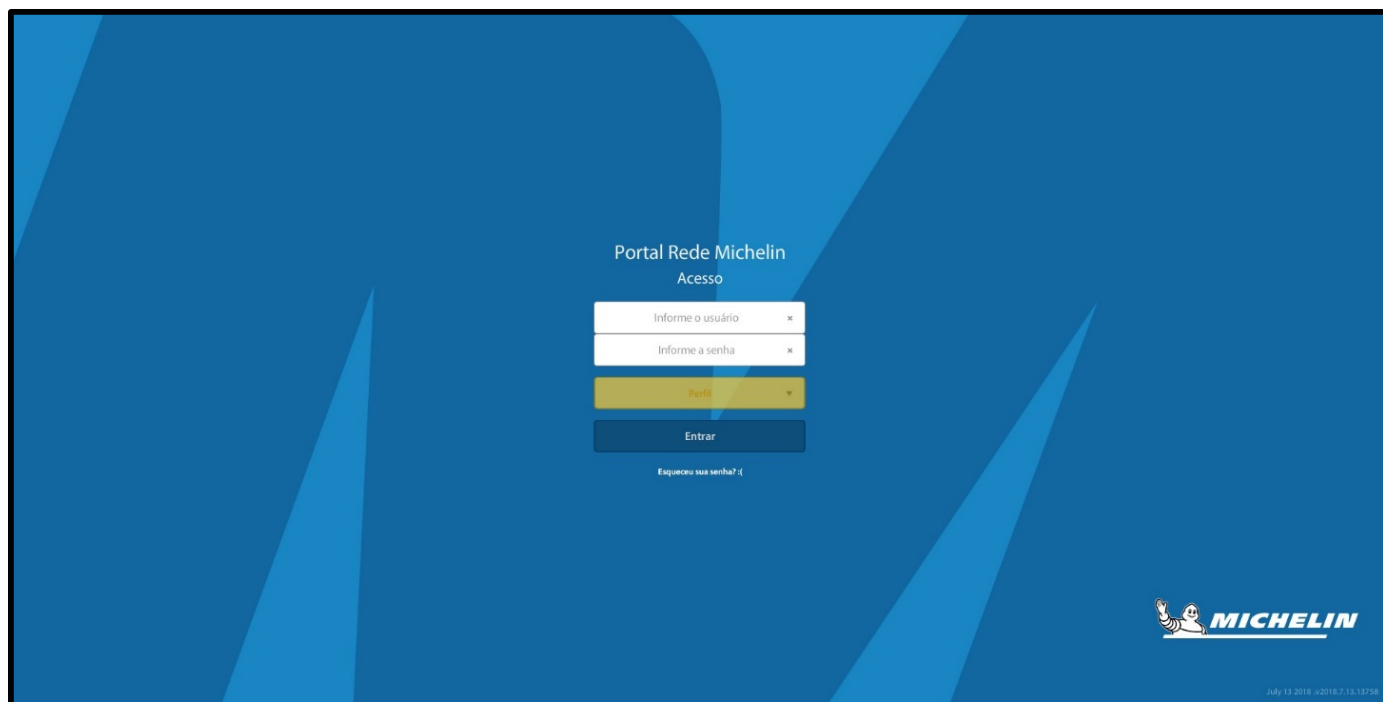 Portal Rede Michelin
Acesso
Informe o usuário ×
Informe a senha ×
Perfil
Entrar
Esqueceu sua senha? :(
MICHELIN
July 13 2018 .v2018.7.13.13758